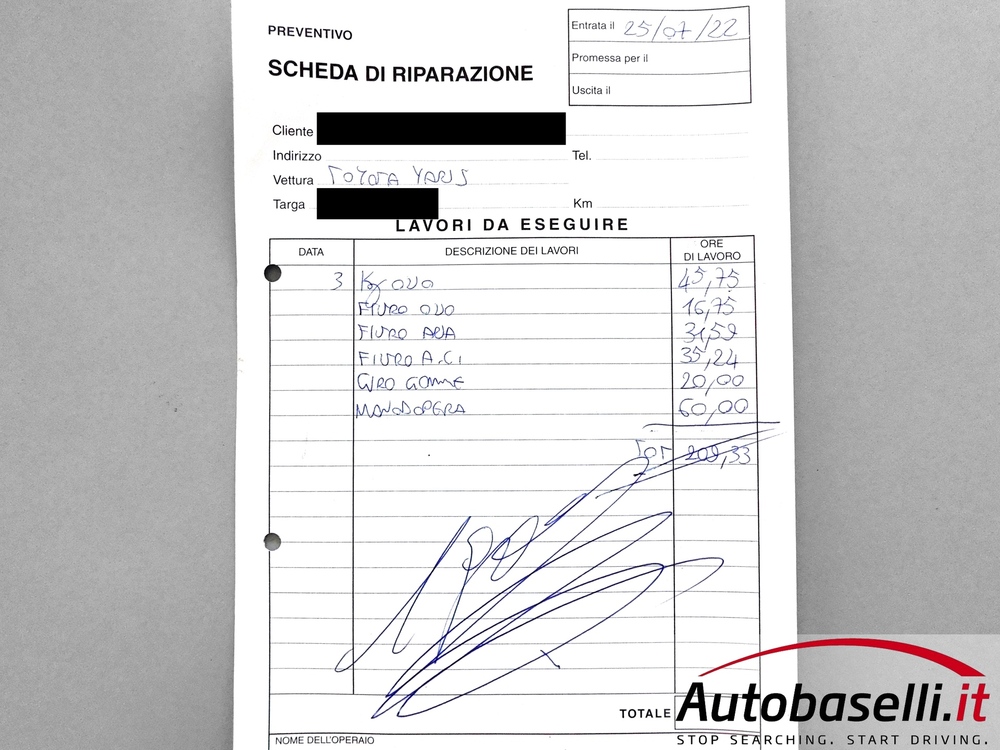 PREVENTIVO
SCHEDA DI RIPARAZIONE
Entrata il 25/07/22
Promessa per il
Uscita il
Cliente
Indirizzo Tel.
Vettura TOYOTA YARIS
Targa Km
LAVORI DA ESEGUIRE
DATA DESCRIZIONE DEI LAVORI ORE DI LAVORO
3 Kg OLIO 45,75
FILTRO OLIO 16,75
FILTRO ARIA 31,59
FILTRO A.C. 35,24
GIRO GOMME 20,00
MANODOPERA 60,00
TOT 209,33
TOTALE
NOME DELL'OPERAIO
Autobaselli.it
STOP SEARCHING. START DRIVING.